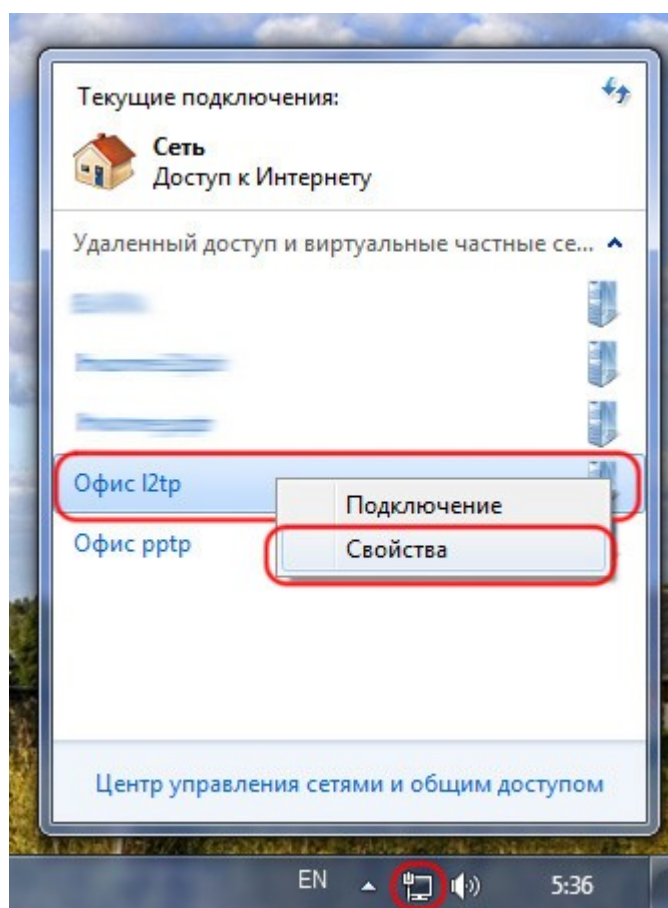 Текущие подключения:
Сеть
Доступ к Интернету
Удаленный доступ и виртуальные частные се...
Офис l2tp
Подключение
Офис pptp
Свойства
Центр управления сетями и общим доступом
EN
5:36